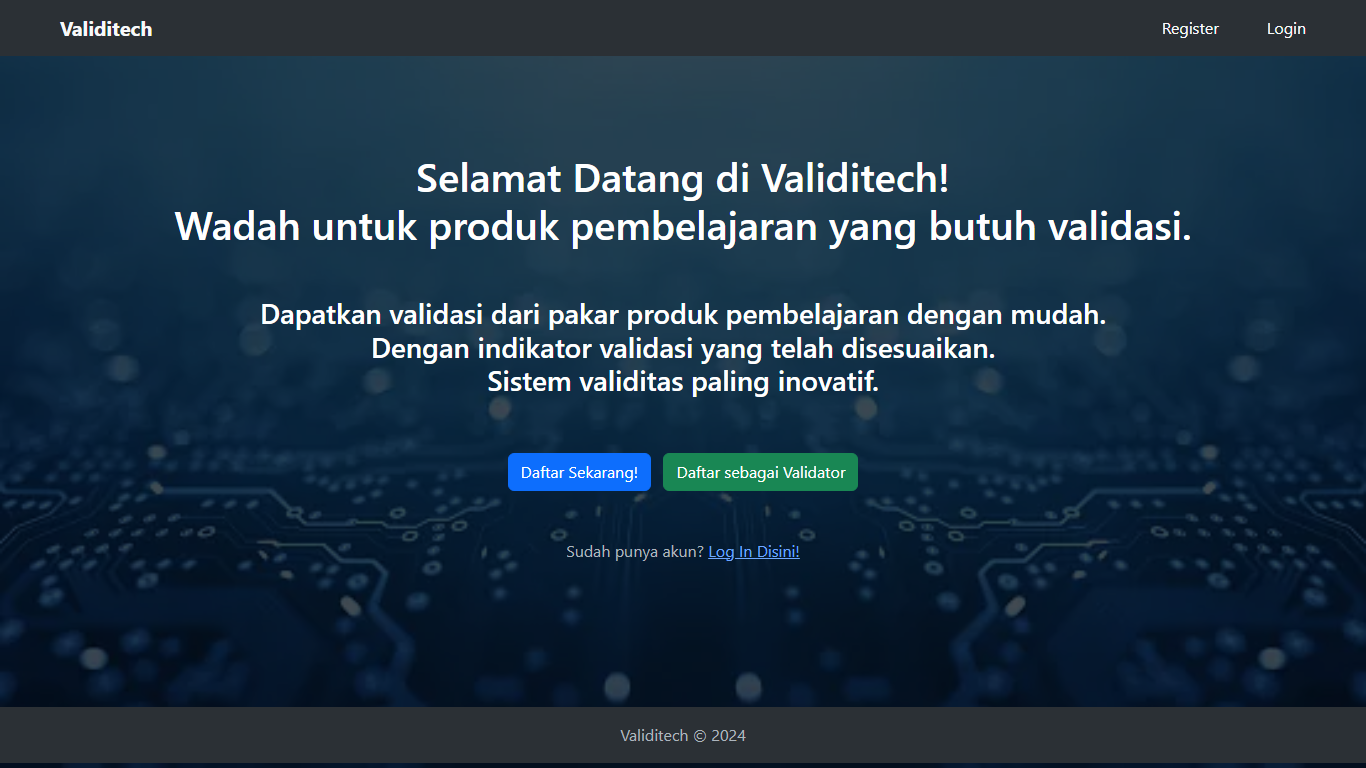 Validitech
Register
Login
Selamat Datang di Validitech!
Wadah untuk produk pembelajaran yang butuh validasi.
Dapatkan validasi dari pakar produk pembelajaran dengan mudah.
Dengan indikator validasi yang telah disesuaikan.
Sistem validitas paling inovatif.
Daftar Sekarang!
Daftar sebagai Validator
Sudah punya akun? Log In Disini!
Validitech © 2024